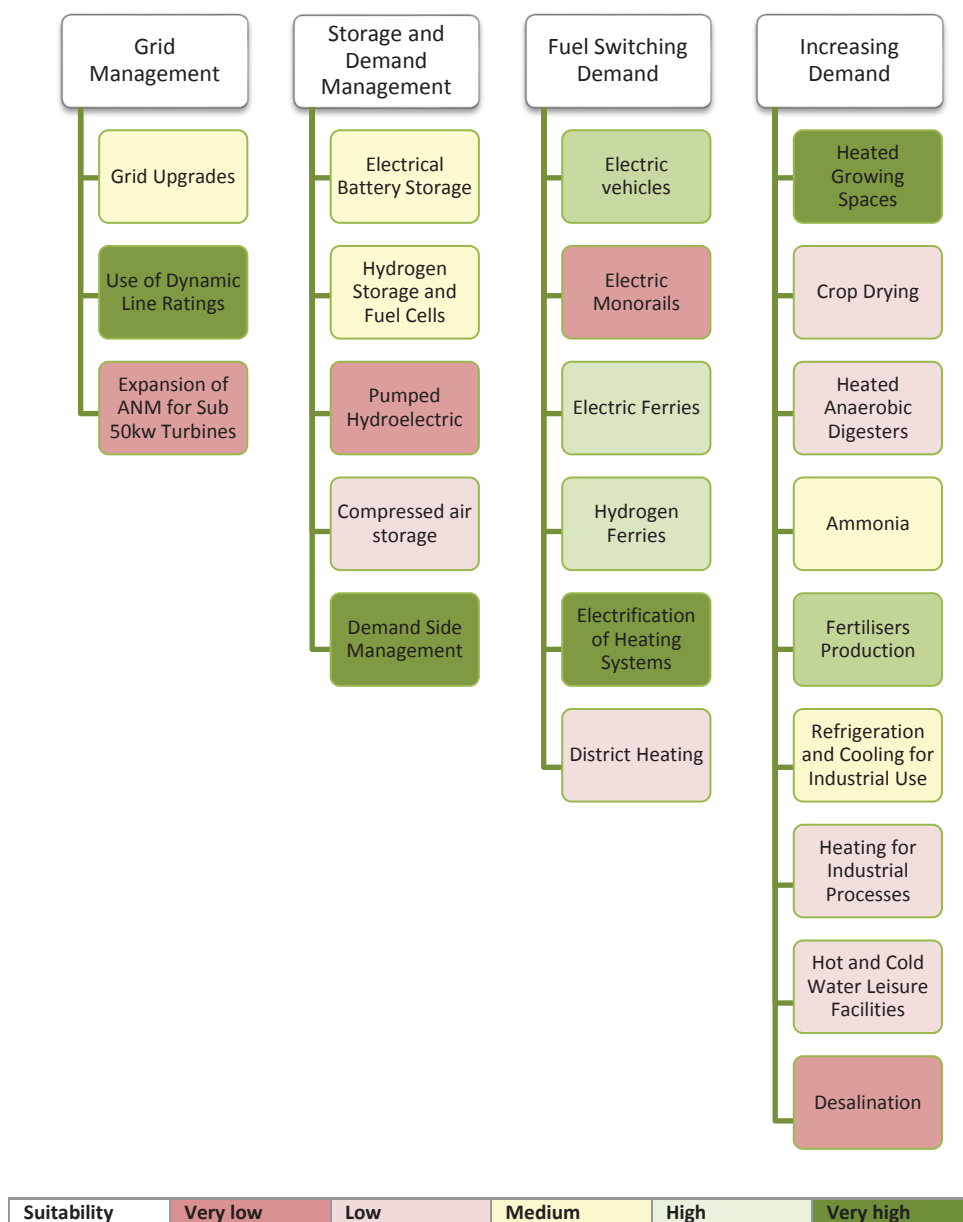 Grid
Management
Storage and
Demand
Management
Fuel Switching
Demand
Increasing
Demand
Grid Upgrades
Use of Dynamic
Line Ratings
Expansion of
ANM for Sub
50kw Turbines
Electrical
Battery Storage
Hydrogen
Storage and
Fuel Cells
Pumped
Hydroelectric
Compressed air
storage
Demand Side
Management
Electric
vehicles
Electric
Monorails
Electric Ferries
Hydrogen
Ferries
Electrification
of Heating
Systems
District Heating
Heated
Growing
Spaces
Crop Drying
Heated
Anaerobic
Digesters
Ammonia
Fertilisers
Production
Refrigeration
and Cooling for
Industrial Use
Heating for
Industrial
Processes
Hot and Cold
Water Leisure
Facilities
Desalination
Suitability Very low Low Medium High Very high